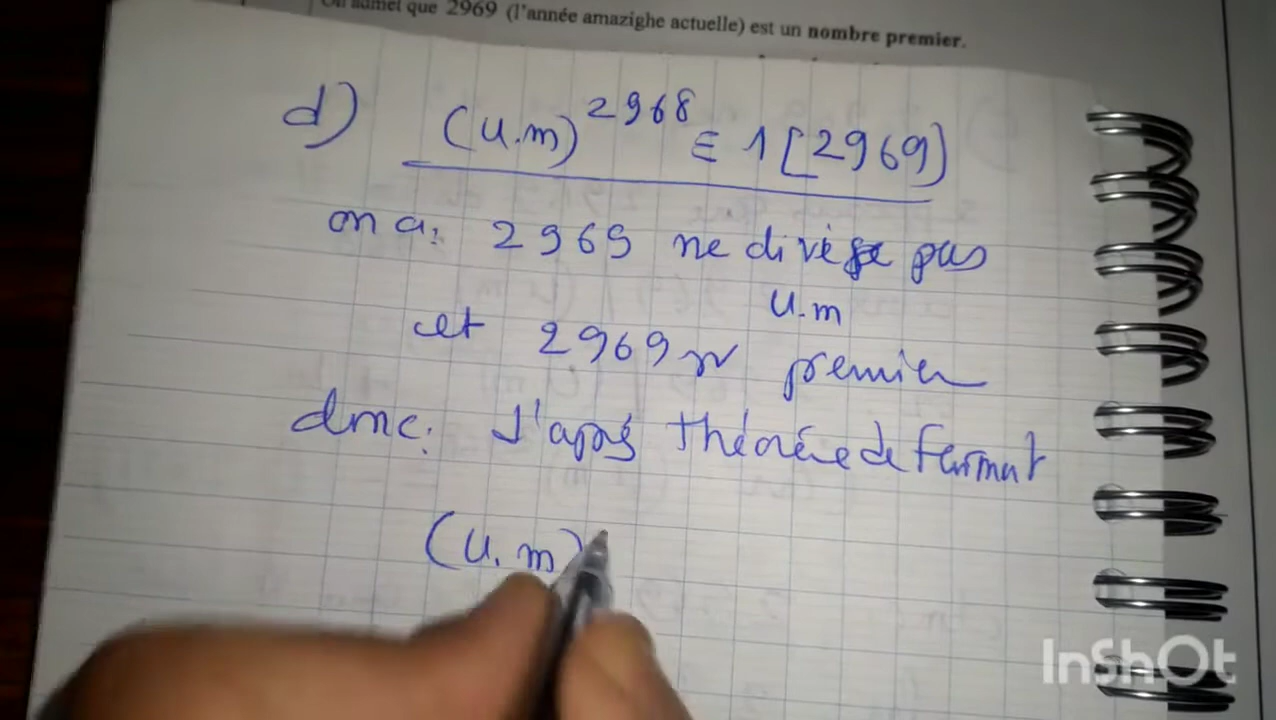 On admet que 2969 (l'année amazighe actuelle) est un nombre premier.
d) (u.m)^2968 ≡ 1 [2969]
on a: 2969 ne divise pas
u.m
et 2969 premier
donc: d'après théorème de fermat
(u.m)
InShOt